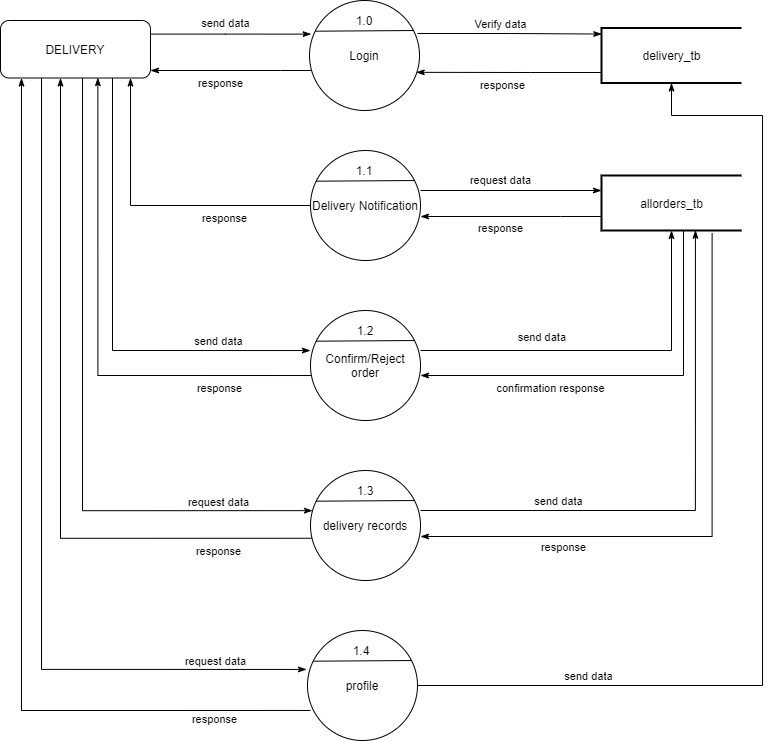 DELIVERY
send data
response
1.0
Login
Verify data
response
delivery_tb
1.1
Delivery Notification
response
request data
response
allorders_tb
1.2
Confirm/Reject
order
send data
response
send data
confirmation response
1.3
delivery records
request data
response
send data
response
1.4
profile
request data
response
send data